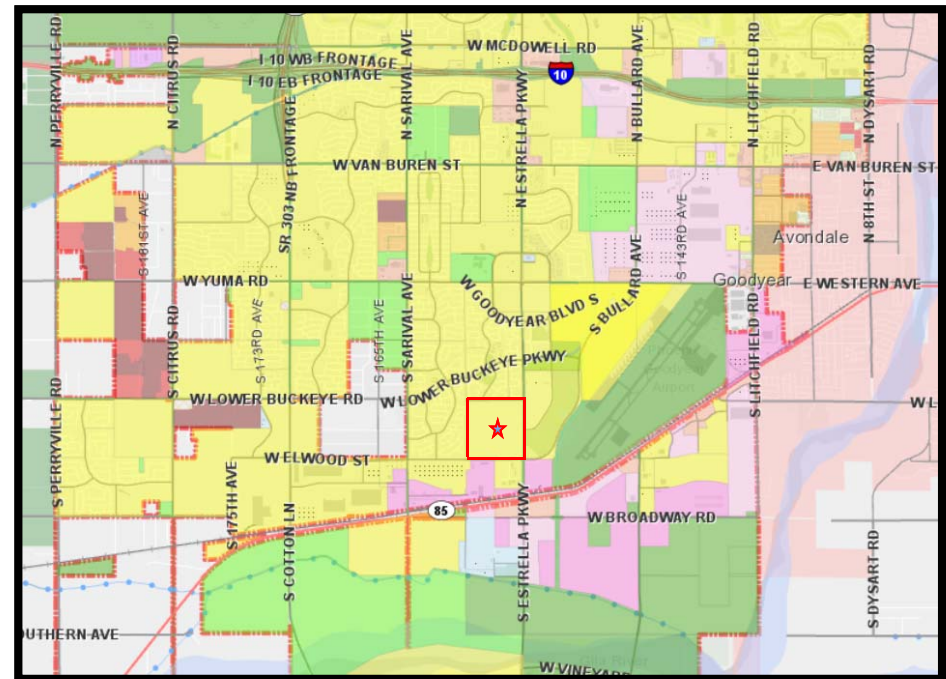 W MCDOWELL RD
I-10 WB FRONTAGE
I-10 EB FRONTAGE
10
N PERRYVILLE RD
N CITRUS RD
SR 303 NB FRONTAGE
N SARIVAL AVE
N ESTRELLA PKWY
N BULLARD AVE
N LITCHFIELD RD
N DYSART RD
W VAN BUREN ST
E VAN BUREN ST
N 8TH ST
S 181ST AVE
S 143RD AVE
Avondale
W YUMA RD
Goodyear
E WESTERN AVE
W GOODYEAR BLVD S
S BULLARD AVE
S CITRUS RD
S 173RD AVE
S 165TH AVE
S SARIVAL AVE
S LITCHFIELD RD
W LOWER BUCKEYE PKWY
Airport
S PERRYVILLE RD
W LOWER BUCKEYE RD
W L
W ELWOOD ST
S 175TH AVE
S COTTON LN
85
S ESTRELLA PKWY
W BROADWAY RD
S DYSART RD
OUTHERN AVE
Gila River
W VINEYARD